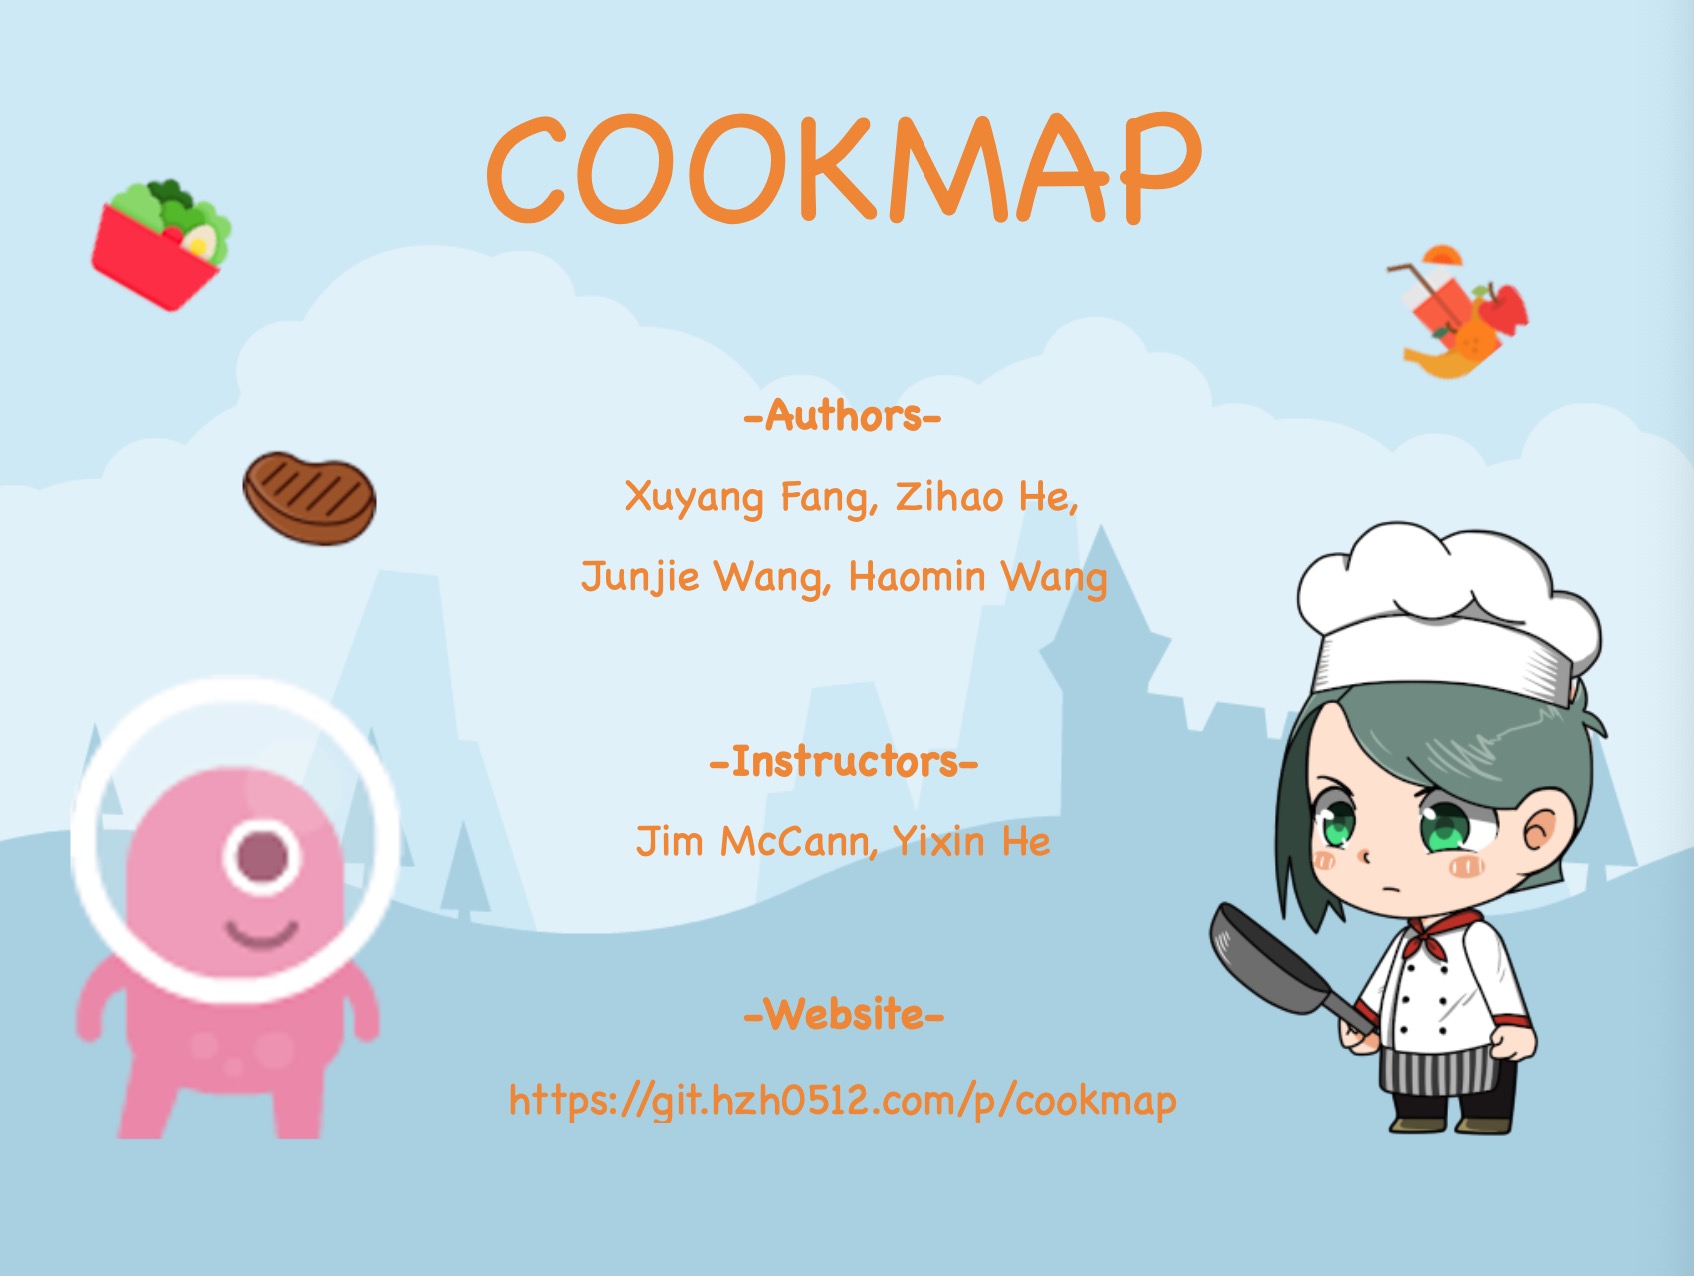 COOKMAP
-Authors-
Xuyang Fang, Zihao He,
Junjie Wang, Haomin Wang
-Instructors-
Jim McCann, Yixin He
-Website-
https://git.hzh0512.com/p/cookmap